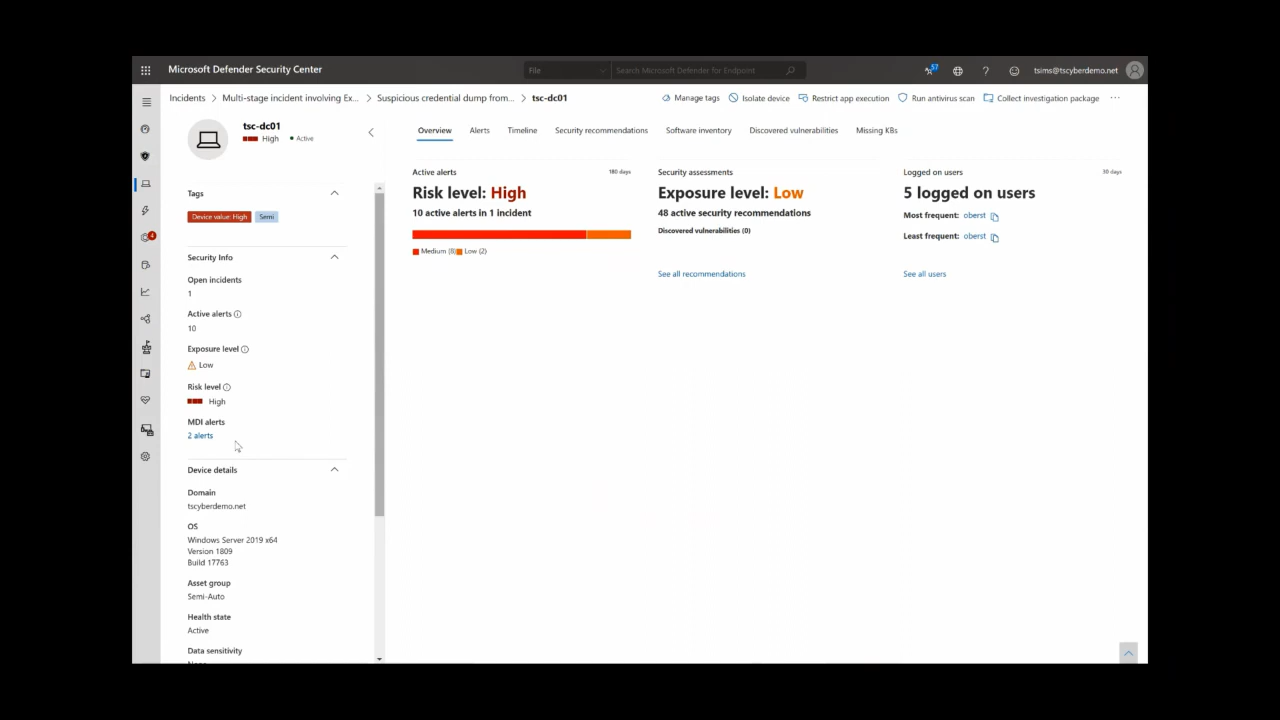 Microsoft Defender Security Center
File
Search Microsoft Defender for Endpoint
57
?
tsims@tscyberdemo.net
Incidents > Multi-stage incident involving Ex... > Suspicious credential dump from... > tsc-dc01
Manage tags
Isolate device
Restrict app execution
Run antivirus scan
Collect investigation package
...
tsc-dc01
High
Active
Tags
Device value: High
Semi
Security Info
Open incidents
1
Active alerts
10
Exposure level
Low
Risk level
High
MDI alerts
2 alerts
Device details
Domain
tscyberdemo.net
OS
Windows Server 2019 x64
Version 1809
Build 17763
Asset group
Semi-Auto
Health state
Active
Data sensitivity
None
4
Overview
Alerts
Timeline
Security recommendations
Software inventory
Discovered vulnerabilities
Missing KBs
Active alerts
180 days
Risk level: High
10 active alerts in 1 incident
Medium (8)
Low (2)
Security assessments
Exposure level: Low
48 active security recommendations
Discovered vulnerabilities (0)
See all recommendations
Logged on users
30 days
5 logged on users
Most frequent: oberst
Least frequent: oberst
See all users